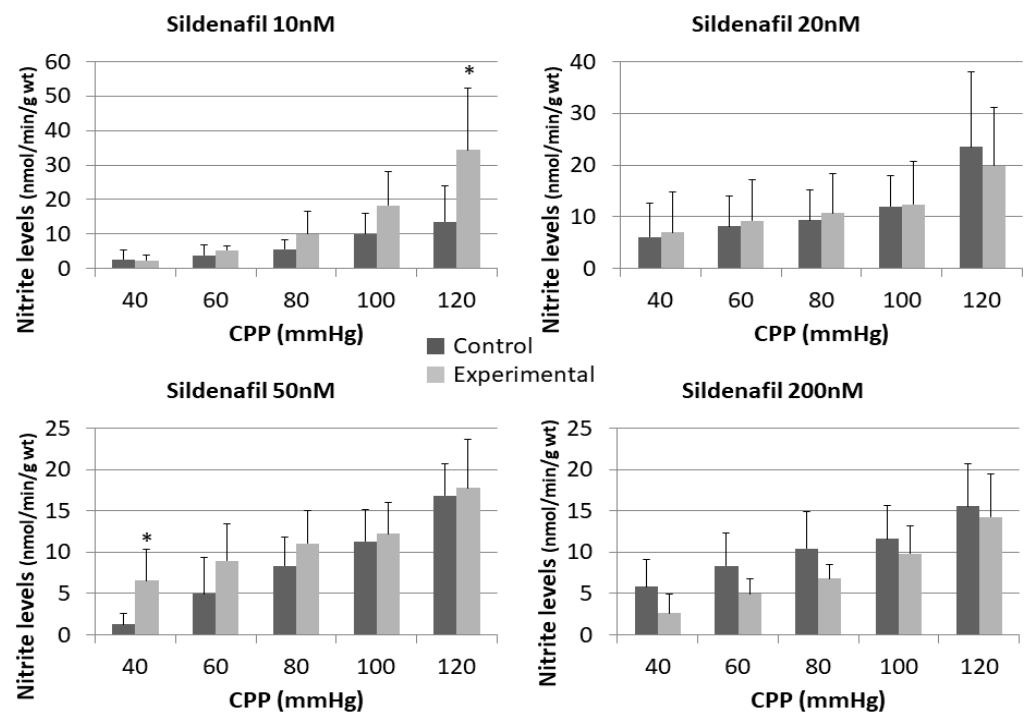 Sildenafil 10nM
Nitrite levels (nmol/min/g wt)
60
50
40
30
20
10
0
*
40 60 80 100 120
CPP (mmHg)
Sildenafil 20nM
Nitrite levels (nmol/min/g wt)
40
30
20
10
0
40 60 80 100 120
CPP (mmHg)
Control
Experimental
Sildenafil 50nM
Nitrite levels (nmol/min/g wt)
25
20
15
10
5
0
*
40 60 80 100 120
CPP (mmHg)
Sildenafil 200nM
Nitrite levels (nmol/min/g wt)
25
20
15
10
5
0
40 60 80 100 120
CPP (mmHg)